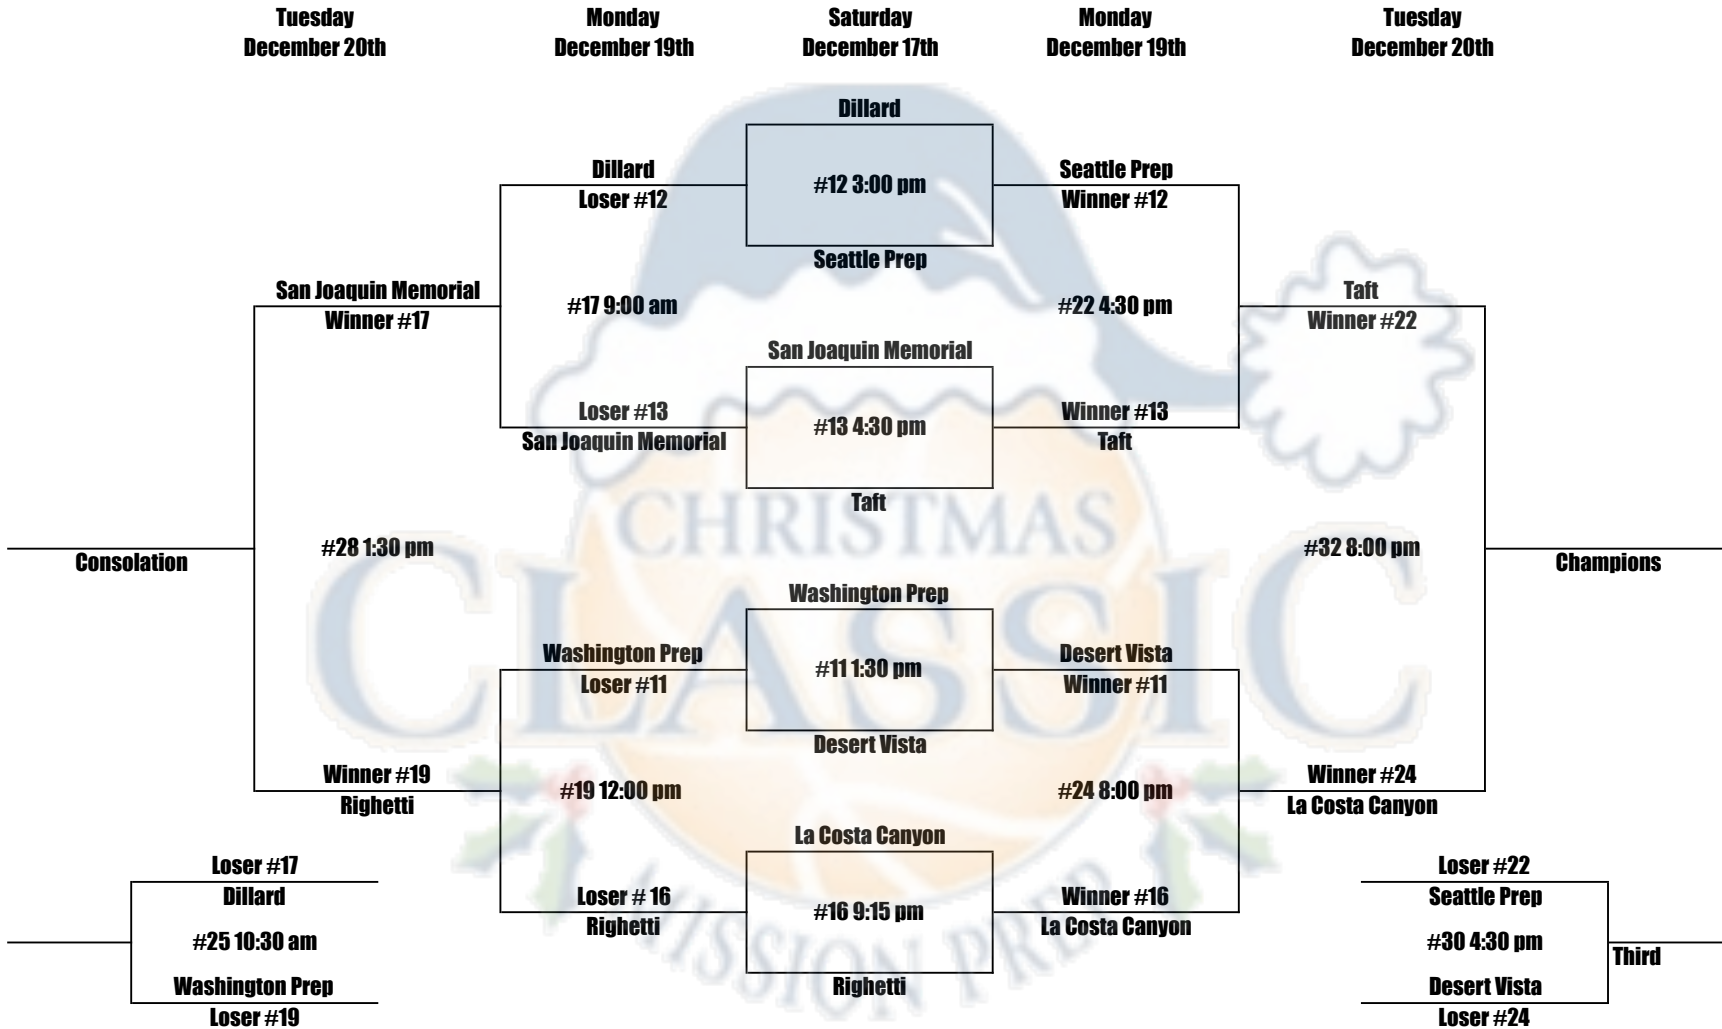 Tuesday
December 20th
Monday
December 19th
Saturday
December 17th
Monday
December 19th
Tuesday
December 20th
Dillard
Dillard
Loser #12
#12 3:00 pm
Seattle Prep
Winner #12
Seattle Prep
San Joaquin Memorial
Winner #17
#17 9:00 am
#22 4:30 pm
Taft
Winner #22
San Joaquin Memorial
Loser #13
San Joaquin Memorial
#13 4:30 pm
Winner #13
Taft
Taft
CHRISTMAS
CLASSIC
MISSION PREP
Consolation
#28 1:30 pm
#32 8:00 pm
Champions
Washington Prep
Washington Prep
Loser #11
#11 1:30 pm
Desert Vista
Winner #11
Desert Vista
Winner #19
Righetti
#19 12:00 pm
#24 8:00 pm
Winner #24
La Costa Canyon
La Costa Canyon
Loser #17
Dillard
Loser # 16
Righetti
#16 9:15 pm
Winner #16
La Costa Canyon
Loser #22
Seattle Prep
#25 10:30 am
#30 4:30 pm
Third
Washington Prep
Loser #19
Righetti
Desert Vista
Loser #24